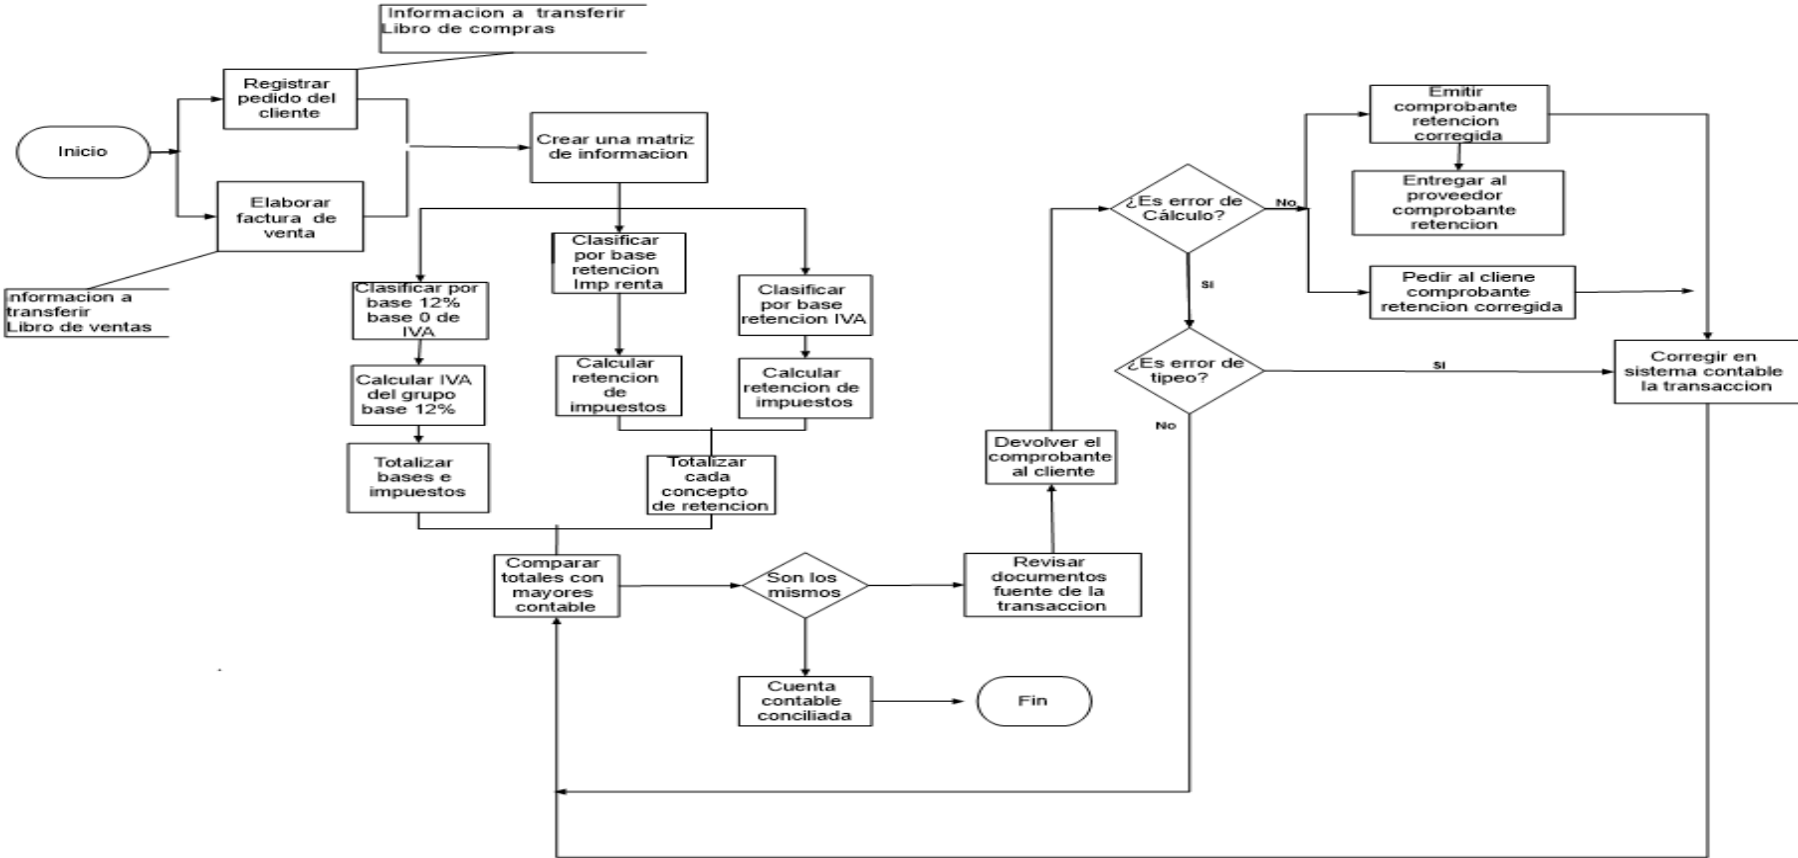 Informacion a transferir
Libro de compras
Registrar
pedido del
cliente
Inicio
Crear una matriz
de informacion
Elaborar
factura de
venta
nformacion a
transferir
Libro de ventas
Clasificar por
base 12%
base 0 de
IVA
Clasificar
por base
retencion
Imp renta
Clasificar
por base
retencion IVA
Calcular IVA
del grupo
base 12%
Calcular
retencion
de
impuestos
Calcular
retencion de
impuestos
Totalizar
bases e
impuestos
Totalizar
cada
concepto
de retencion
Comparar
totales con
mayores
contable
Son los
mismos
Revisar
documentos
fuente de la
transaccion
Cuenta
contable
conciliada
Fin
Devolver el
comprobante
al cliente
¿Es error de
Cálculo?
No
SI
Emitir
comprobante
retencion
corregida
Entregar al
proveedor
comprobante
retencion
Pedir al cliene
comprobante
retencion corregida
¿Es error de
tipeo?
SI
No
Corregir en
sistema contable
la transaccion